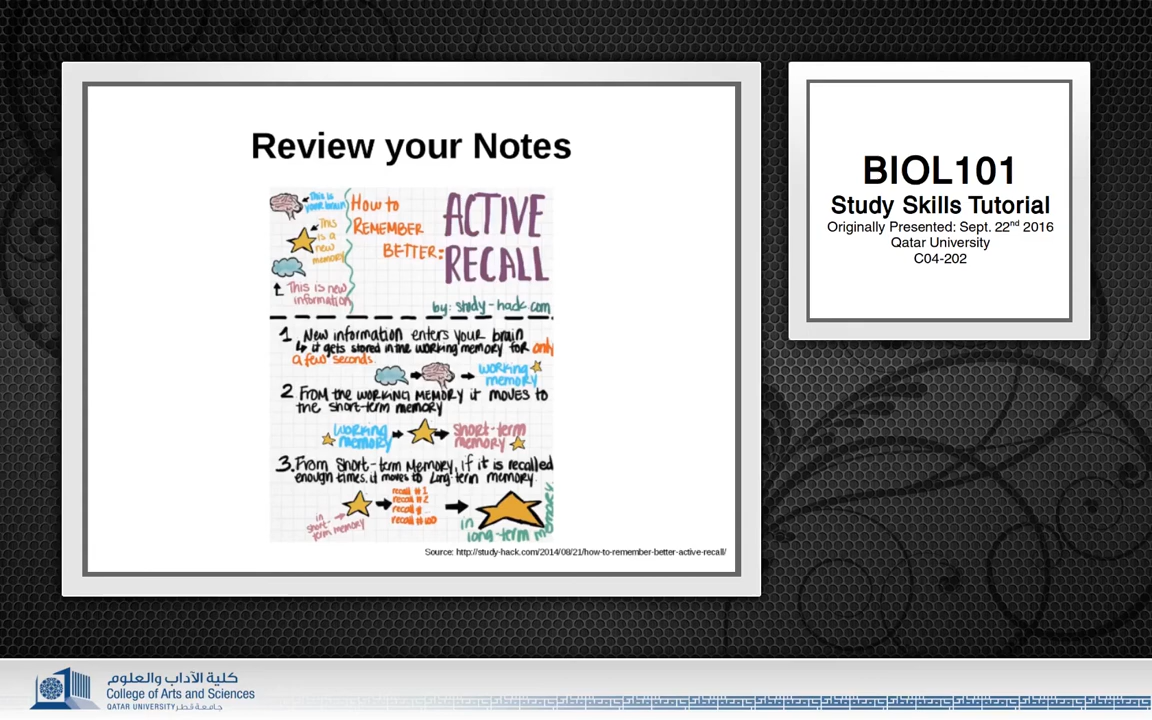 Review your Notes
This is
your brain
This
is a
new
memory
This is new
information
How to
REMEMBER
BETTER:
ACTIVE
RECALL
by: study-hack.com
1 New information enters your brain
↳ it gets stored in the working memory for only
a few seconds.
working
memory
2 From the working memory it moves to
the short-term memory
working
memory
short-term
memory
3. From Short-term Memory, if it is recalled
enough times, it moves to Long term memory.
in
short-
term memory
recall #1
recall #2
recall #...
recall #100
in
long-term memory
Source: http://study-hack.com/2014/08/21/how-to-remember-better-active-recall/
BIOL101
Study Skills Tutorial
Originally Presented: Sept. 22nd 2016
Qatar University
C04-202
كلية الآداب والعلوم
College of Arts and Sciences
QATAR UNIVERSITY جامعة قطر